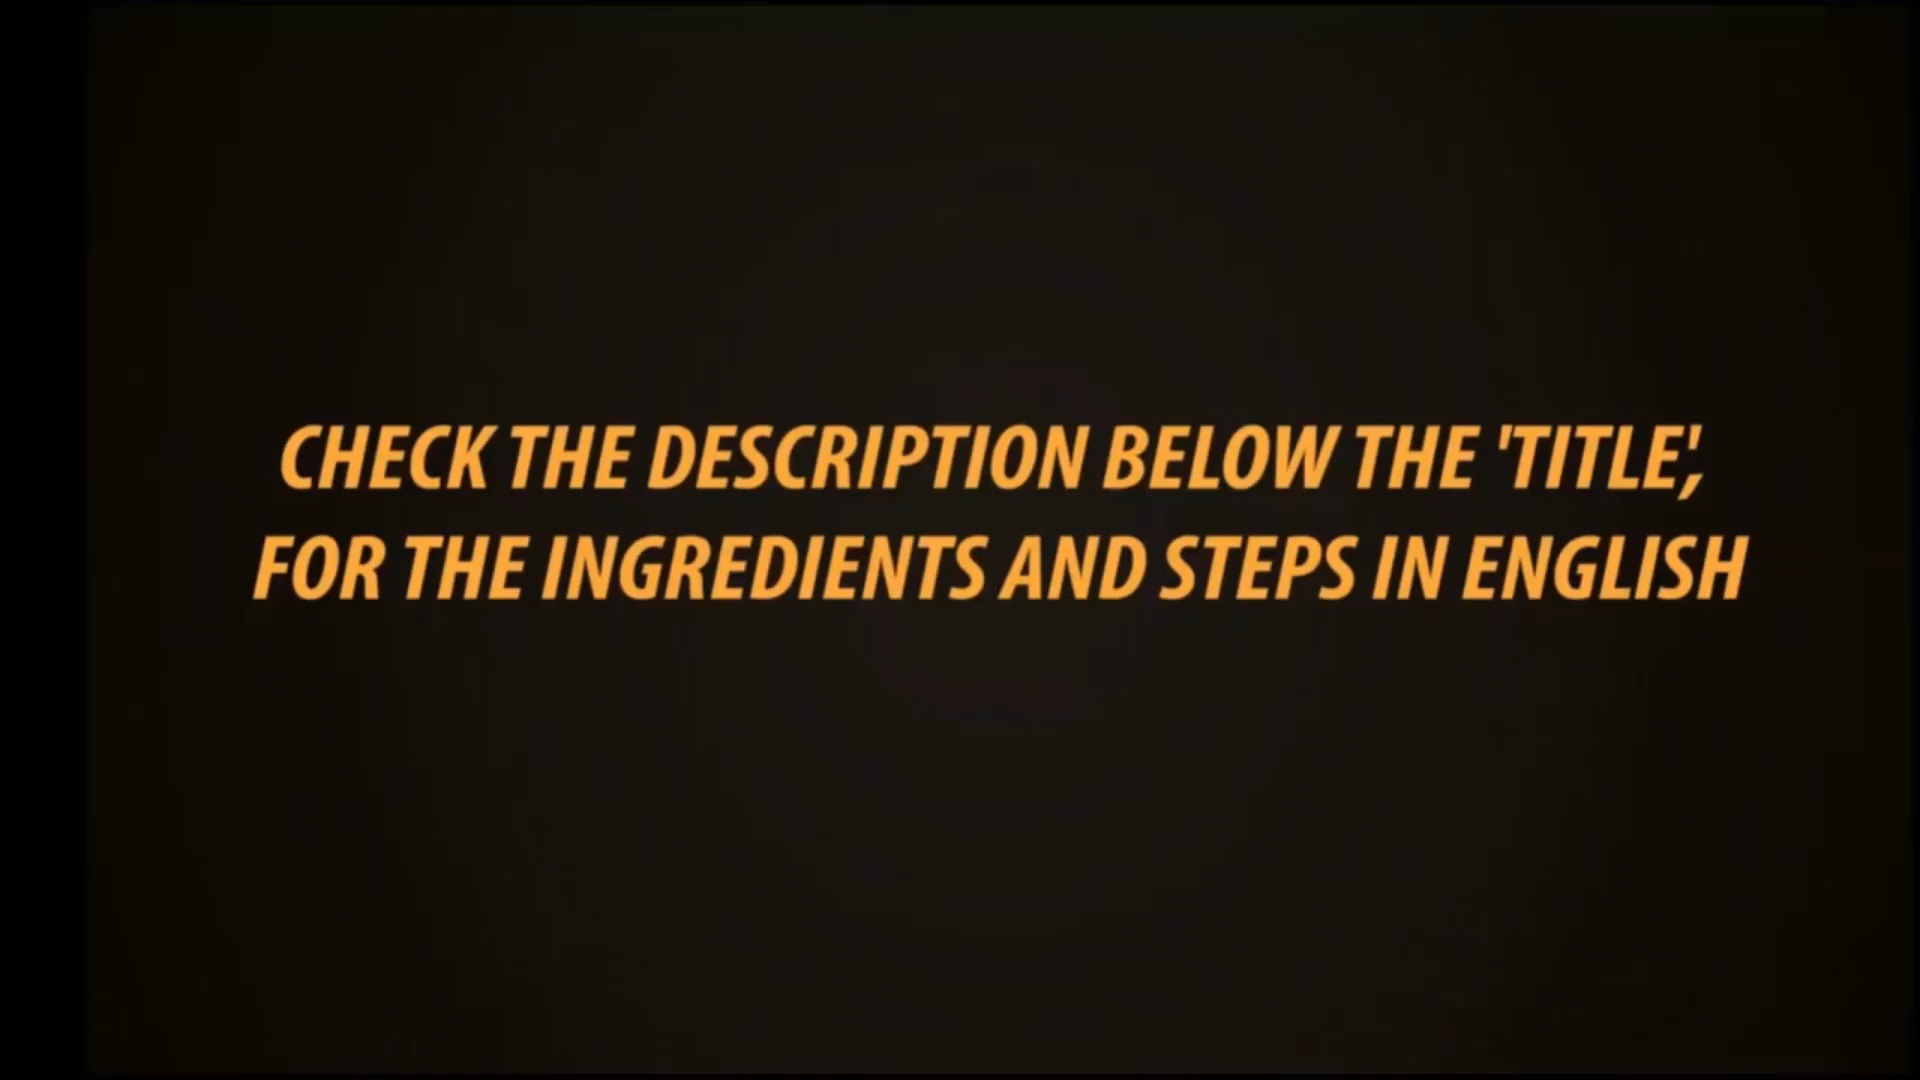 CHECK THE DESCRIPTION BELOW THE 'TITLE',
FOR THE INGREDIENTS AND STEPS IN ENGLISH